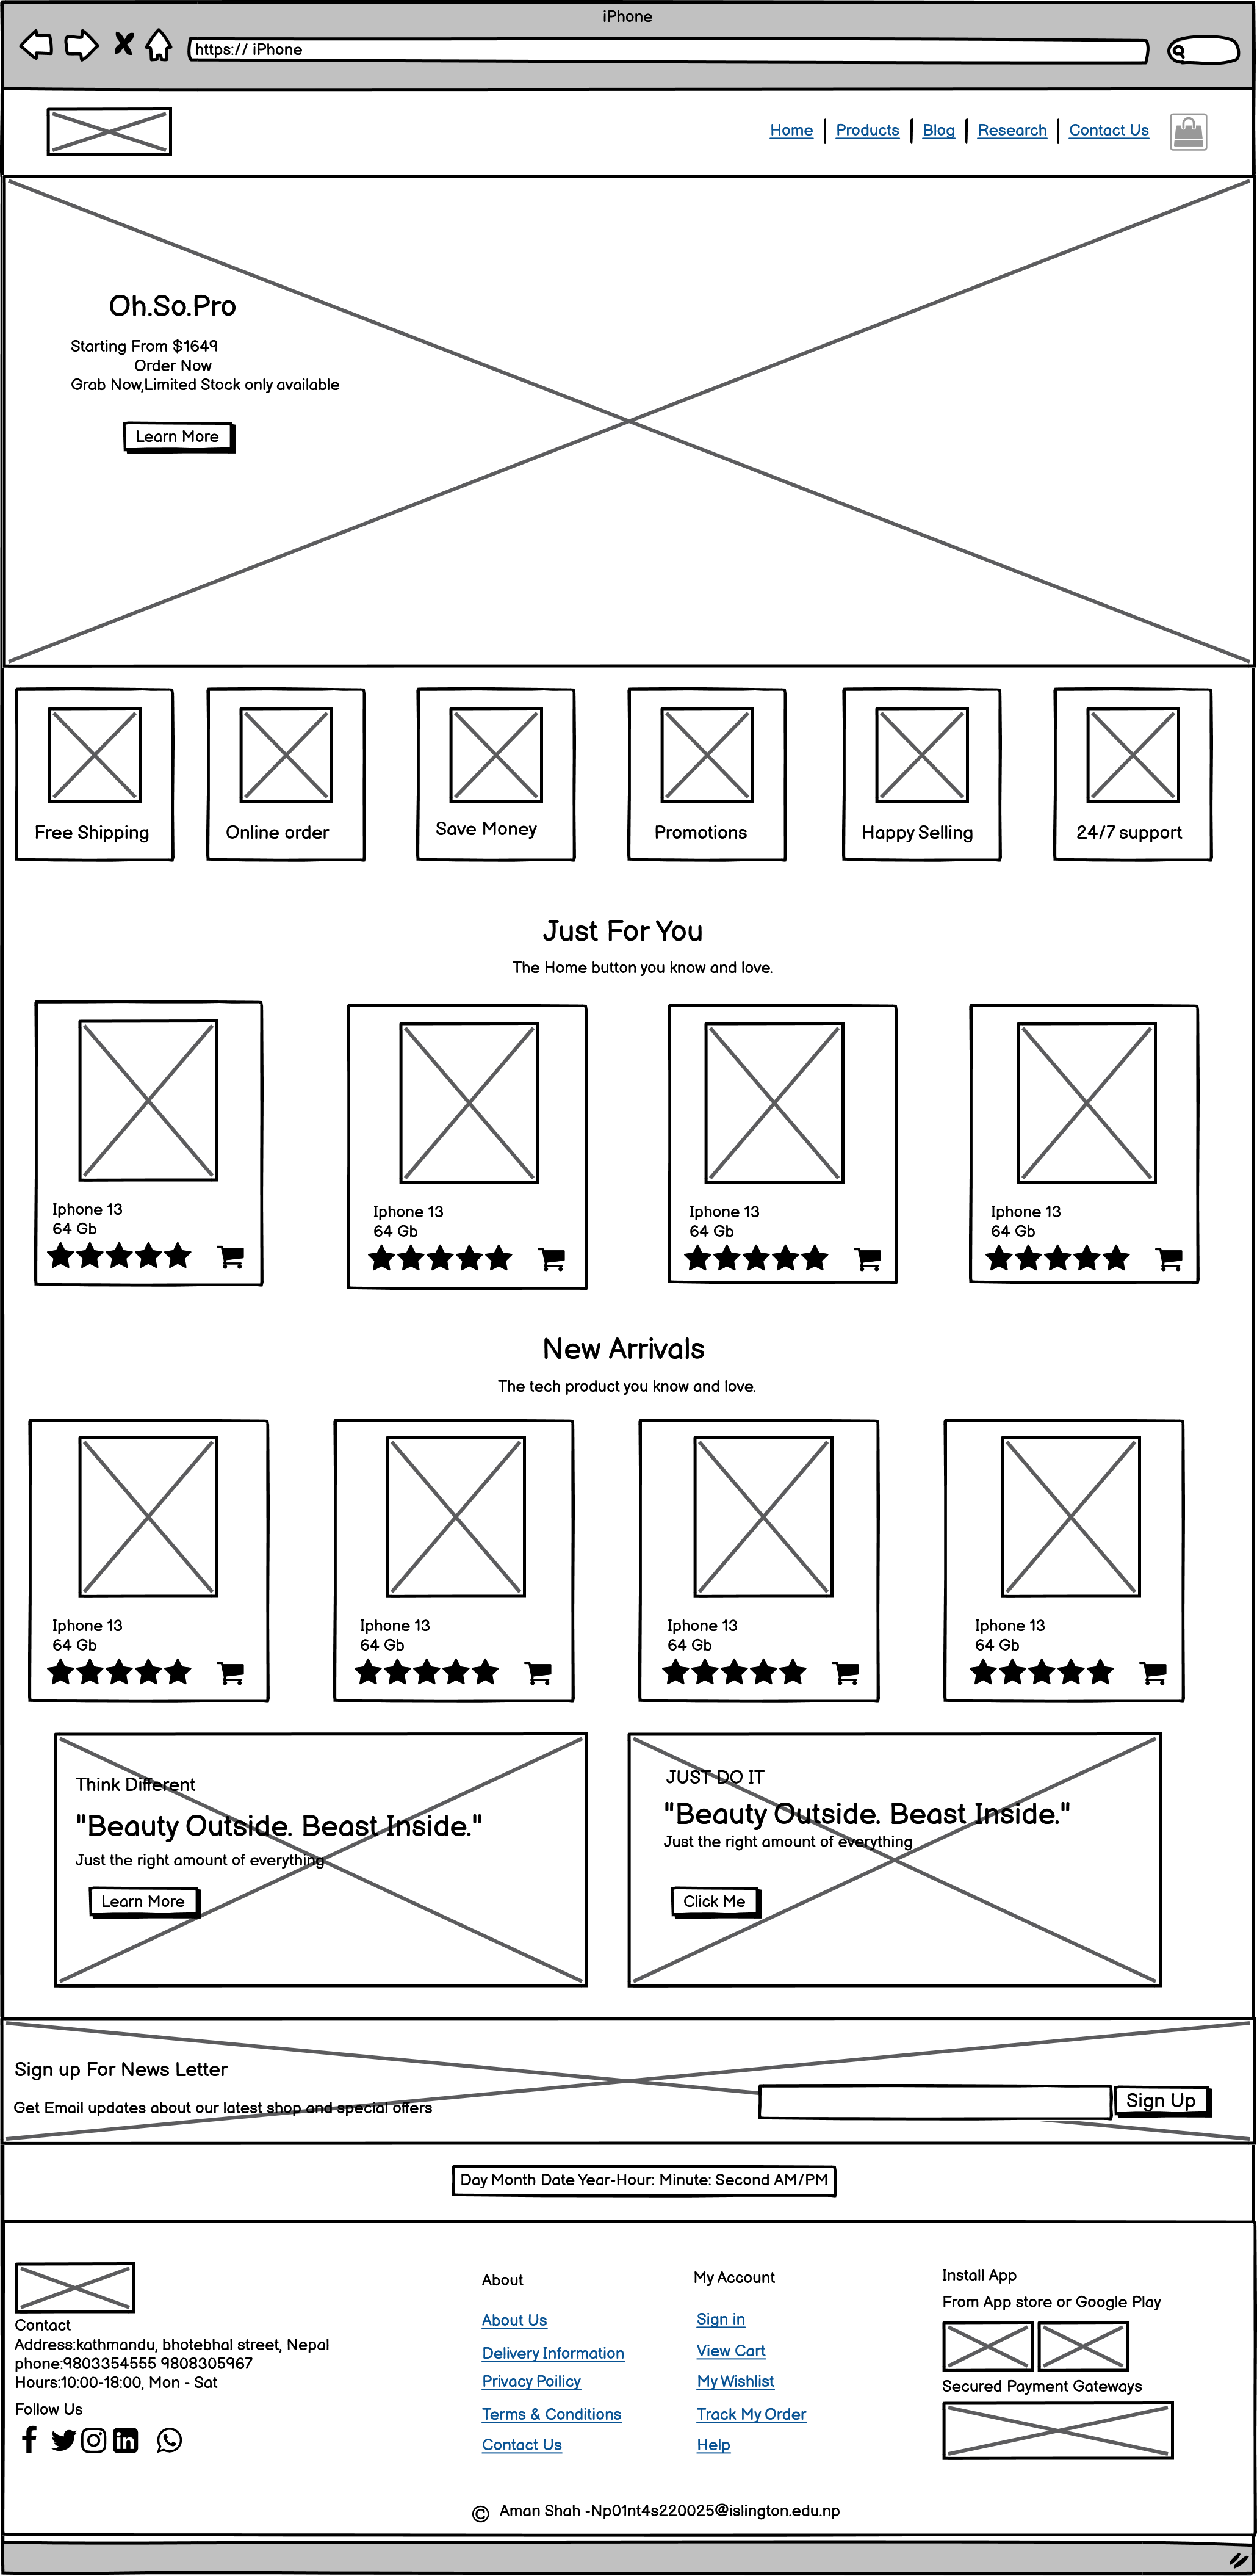 iPhone
https:// iPhone
Home Products Blog Research Contact Us
Oh.So.Pro
Starting From $1649
Order Now
Grab Now,Limited Stock only available
Learn More
Free Shipping Online order Save Money Promotions Happy Selling 24/7 support
Just For You
The Home button you know and love.
Iphone 13
64 Gb
Iphone 13
64 Gb
Iphone 13
64 Gb
Iphone 13
64 Gb
New Arrivals
The tech product you know and love.
Iphone 13
64 Gb
Iphone 13
64 Gb
Iphone 13
64 Gb
Iphone 13
64 Gb
Think Different
"Beauty Outside. Beast Inside."
Just the right amount of everything
Learn More
JUST DO IT
"Beauty Outside. Beast Inside."
Just the right amount of everything
Click Me
Sign up For News Letter
Get Email updates about our latest shop and special offers
Sign Up
Day Month Date Year-Hour: Minute: Second AM/PM
Contact
Address:kathmandu, bhotebhal street, Nepal
phone:9803354555 9808305967
Hours:10:00-18:00, Mon - Sat
Follow Us
About
About Us
Delivery Information
Privacy Poilicy
Terms & Conditions
Contact Us
My Account
Sign in
View Cart
My Wishlist
Track My Order
Help
Install App
From App store or Google Play
Secured Payment Gateways
© Aman Shah -Np01nt4s220025@islington.edu.np